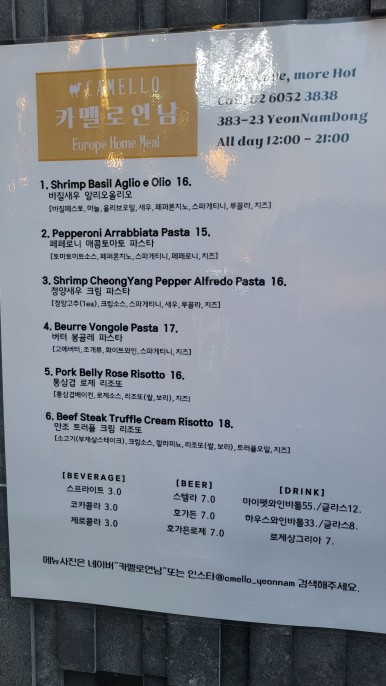 CAMELLO
카멜로연남
Europe Home Meal
more Hot
02 6052 3838
383-23 YeonNamDong
All day 12:00 - 21:00
1. Shrimp Basil Aglio e Olio 16.
바질새우 알리오올리오
[바질페스토, 마늘, 올리브오일, 새우, 페퍼론치노, 스파게티니, 루꼴라, 치즈]
2. Pepperoni Arrabbiata Pasta 15.
페페로니 매콤토마토 파스타
[토마토미트소스, 페퍼론치노, 스파게티니, 페페로니, 치즈]
3. Shrimp CheongYang Pepper Alfredo Pasta 16.
청양새우 크림 파스타
[청양고추(1ea), 크림소스, 스파게티니, 새우, 루꼴라, 치즈]
4. Beurre Vongole Pasta 17.
버터 봉골레 파스타
[고메버터, 조개류, 화이트와인, 스파게티니, 치즈]
5. Pork Belly Rose Risotto 16.
통삼겹 로제 리조또
[통삼겹베이컨, 로제소스, 리조또(쌀, 보리), 치즈]
6. Beef Steak Truffle Cream Risotto 18.
만조 트러플 크림 리조또
[소고기(부채살스테이크), 크림소스, 할라피뇨, 리조또(쌀, 보리), 트러플오일, 치즈]
[BEVERAGE] [BEER] [DRINK]
스프라이트 3.0 스텔라 7.0 마이펫와인바틀55./글라스12.
코카콜라 3.0 호가든 7.0 하우스와인바틀33./글라스8.
제로콜라 3.0 호가든로제 7.0 로제상그리아 7.
메뉴사진은 네이버"카멜로연남"또는 인스타@cmello_yeonnam 검색해주세요.